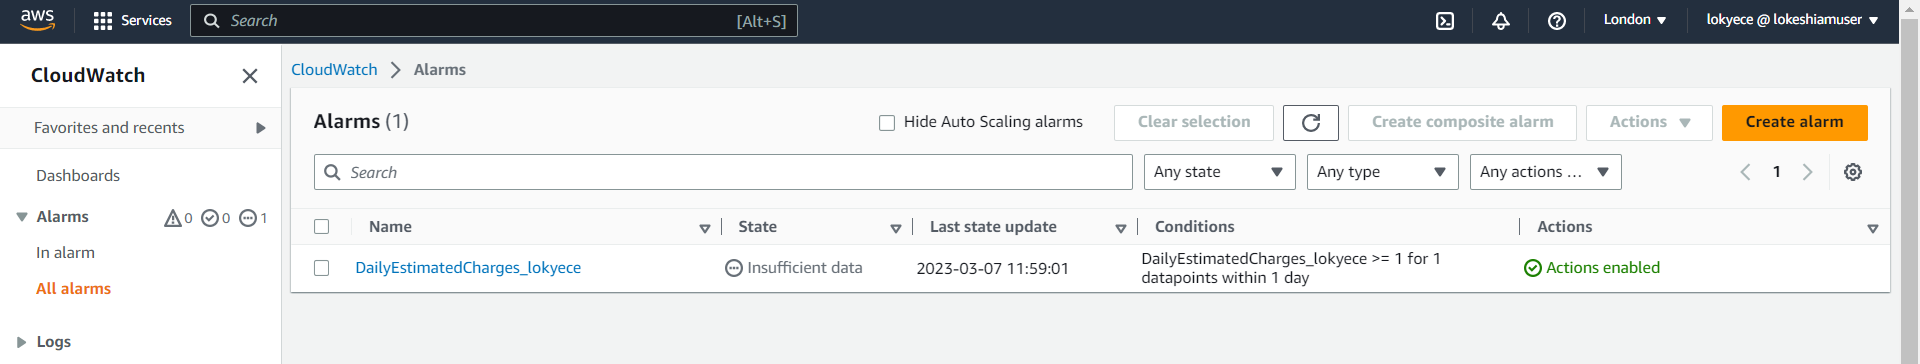 aws
Services
Search
[Alt+S]
London
lokyece @ lokeshiamuser
CloudWatch
Favorites and recents
Dashboards
Alarms 0 0 1
In alarm
All alarms
Logs
CloudWatch > Alarms
Alarms (1)
Hide Auto Scaling alarms
Clear selection
Create composite alarm
Actions
Create alarm
Search
Any state
Any type
Any actions ...
1
Name State Last state update Conditions Actions
DailyEstimatedCharges_lokyece
Insufficient data
2023-03-07 11:59:01
DailyEstimatedCharges_lokyece >= 1 for 1
datapoints within 1 day
Actions enabled